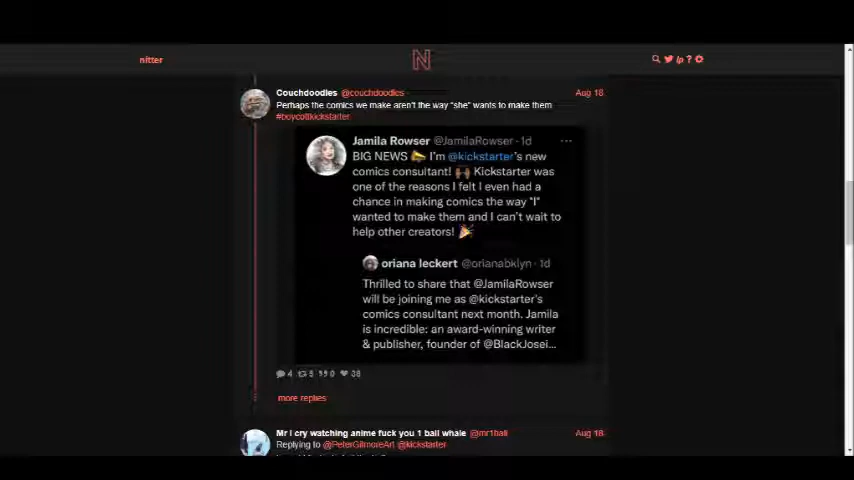 nitter
N
Couchdoodles @couchdoodles Aug 18
Perhaps the comics we make aren't the way "she" wants to make them
#boycottkickstarter
Jamila Rowser @JamilaRowser · 1d ...
BIG NEWS 📣 I'm @kickstarter's new
comics consultant! 🙌🏾 Kickstarter was
one of the reasons I felt I even had a
chance in making comics the way "I"
wanted to make them and I can't wait to
help other creators! 🎉
oriana leckert @orianabklyn · 1d
Thrilled to share that @JamilaRowser
will be joining me as @kickstarter's
comics consultant next month. Jamila
is incredible: an award-winning writer
& publisher, founder of @BlackJosei...
4 5 0 38
more replies
Mr I cry watching anime fuck you 1 ball whale @mr1ball Aug 18
Replying to @PeterGilmoreArt @kickstarter